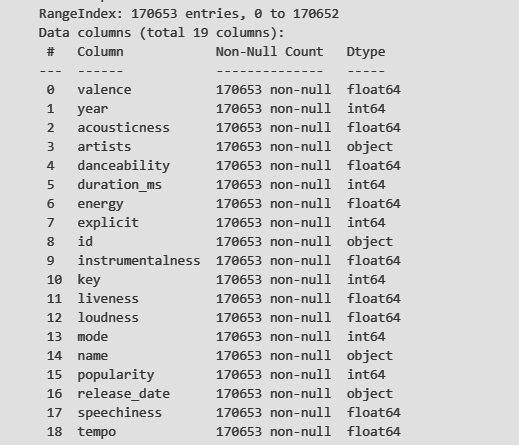 RangeIndex: 170653 entries, 0 to 170652
Data columns (total 19 columns):
 #   Column            Non-Null Count   Dtype
---  ------            --------------   -----
 0   valence           170653 non-null  float64
 1   year              170653 non-null  int64
 2   acousticness      170653 non-null  float64
 3   artists           170653 non-null  object
 4   danceability      170653 non-null  float64
 5   duration_ms       170653 non-null  int64
 6   energy            170653 non-null  float64
 7   explicit          170653 non-null  int64
 8   id                170653 non-null  object
 9   instrumentalness  170653 non-null  float64
 10  key               170653 non-null  int64
 11  liveness          170653 non-null  float64
 12  loudness          170653 non-null  float64
 13  mode              170653 non-null  int64
 14  name              170653 non-null  object
 15  popularity        170653 non-null  int64
 16  release_date      170653 non-null  object
 17  speechiness       170653 non-null  float64
 18  tempo             170653 non-null  float64